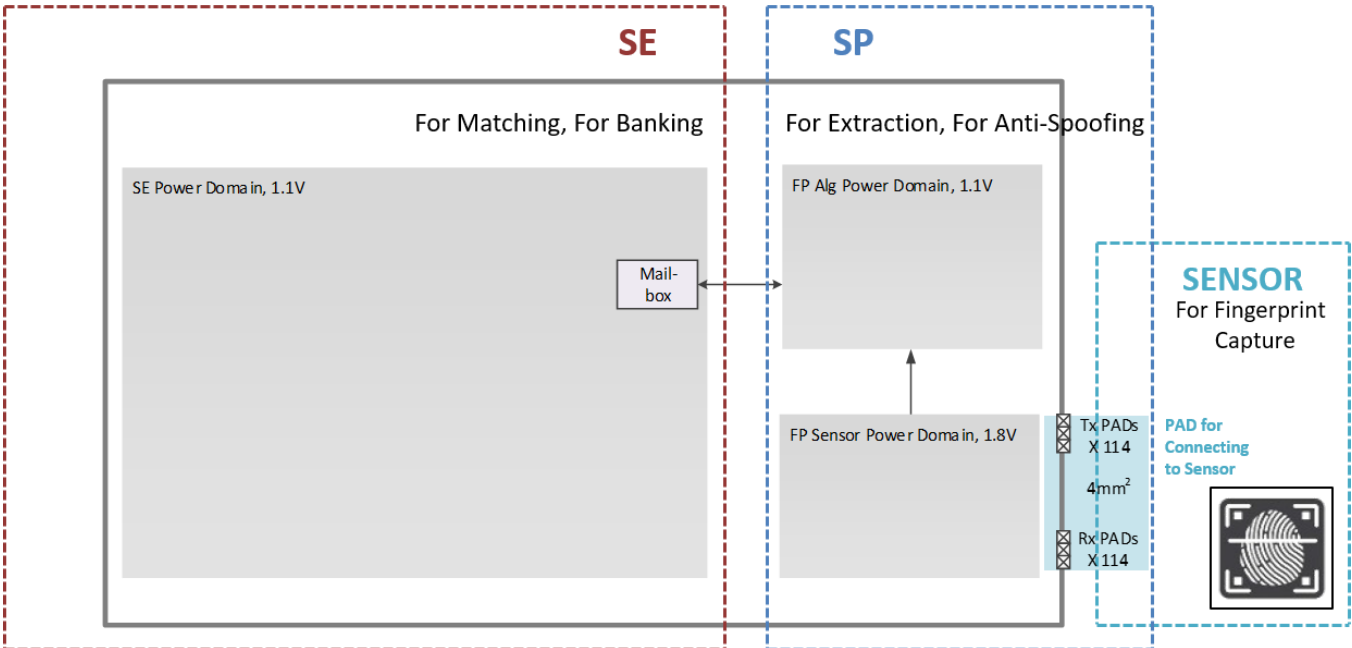 SE
SP
For Matching, For Banking
For Extraction, For Anti-Spoofing
SE Power Domain, 1.1V
FP Alg Power Domain, 1.1V
Mail-
box
SENSOR
For Fingerprint
Capture
FP Sensor Power Domain, 1.8V
Tx PADs
X 114
4mm²
Rx PADs
X 114
PAD for
Connecting
to Sensor